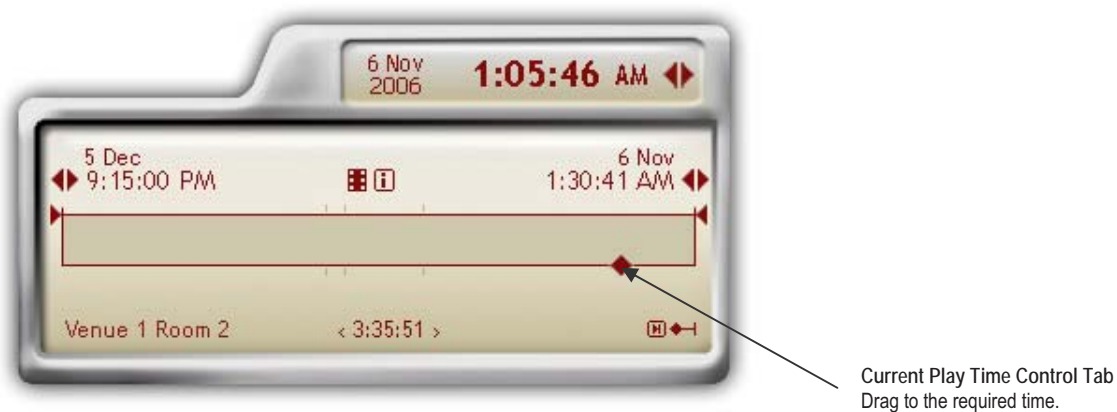 6 Nov
2006
1:05:46 AM
5 Dec
9:15:00 PM
6 Nov
1:30:41 AM
Venue 1 Room 2
< 3:35:51 >
Current Play Time Control Tab
Drag to the required time.